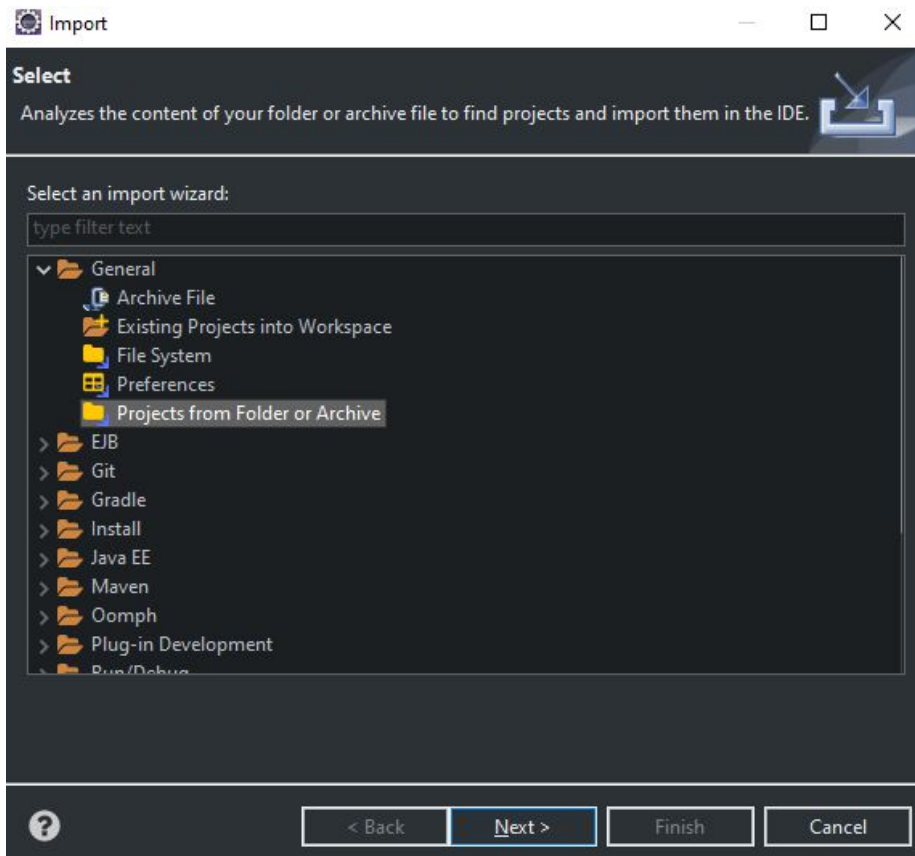 Import
Select
Analyzes the content of your folder or archive file to find projects and import them in the IDE.
Select an import wizard:
type filter text
General
Archive File
Existing Projects into Workspace
File System
Preferences
Projects from Folder or Archive
EJB
Git
Gradle
Install
Java EE
Maven
Oomph
Plug-in Development
Run/Debug
< Back Next > Finish Cancel